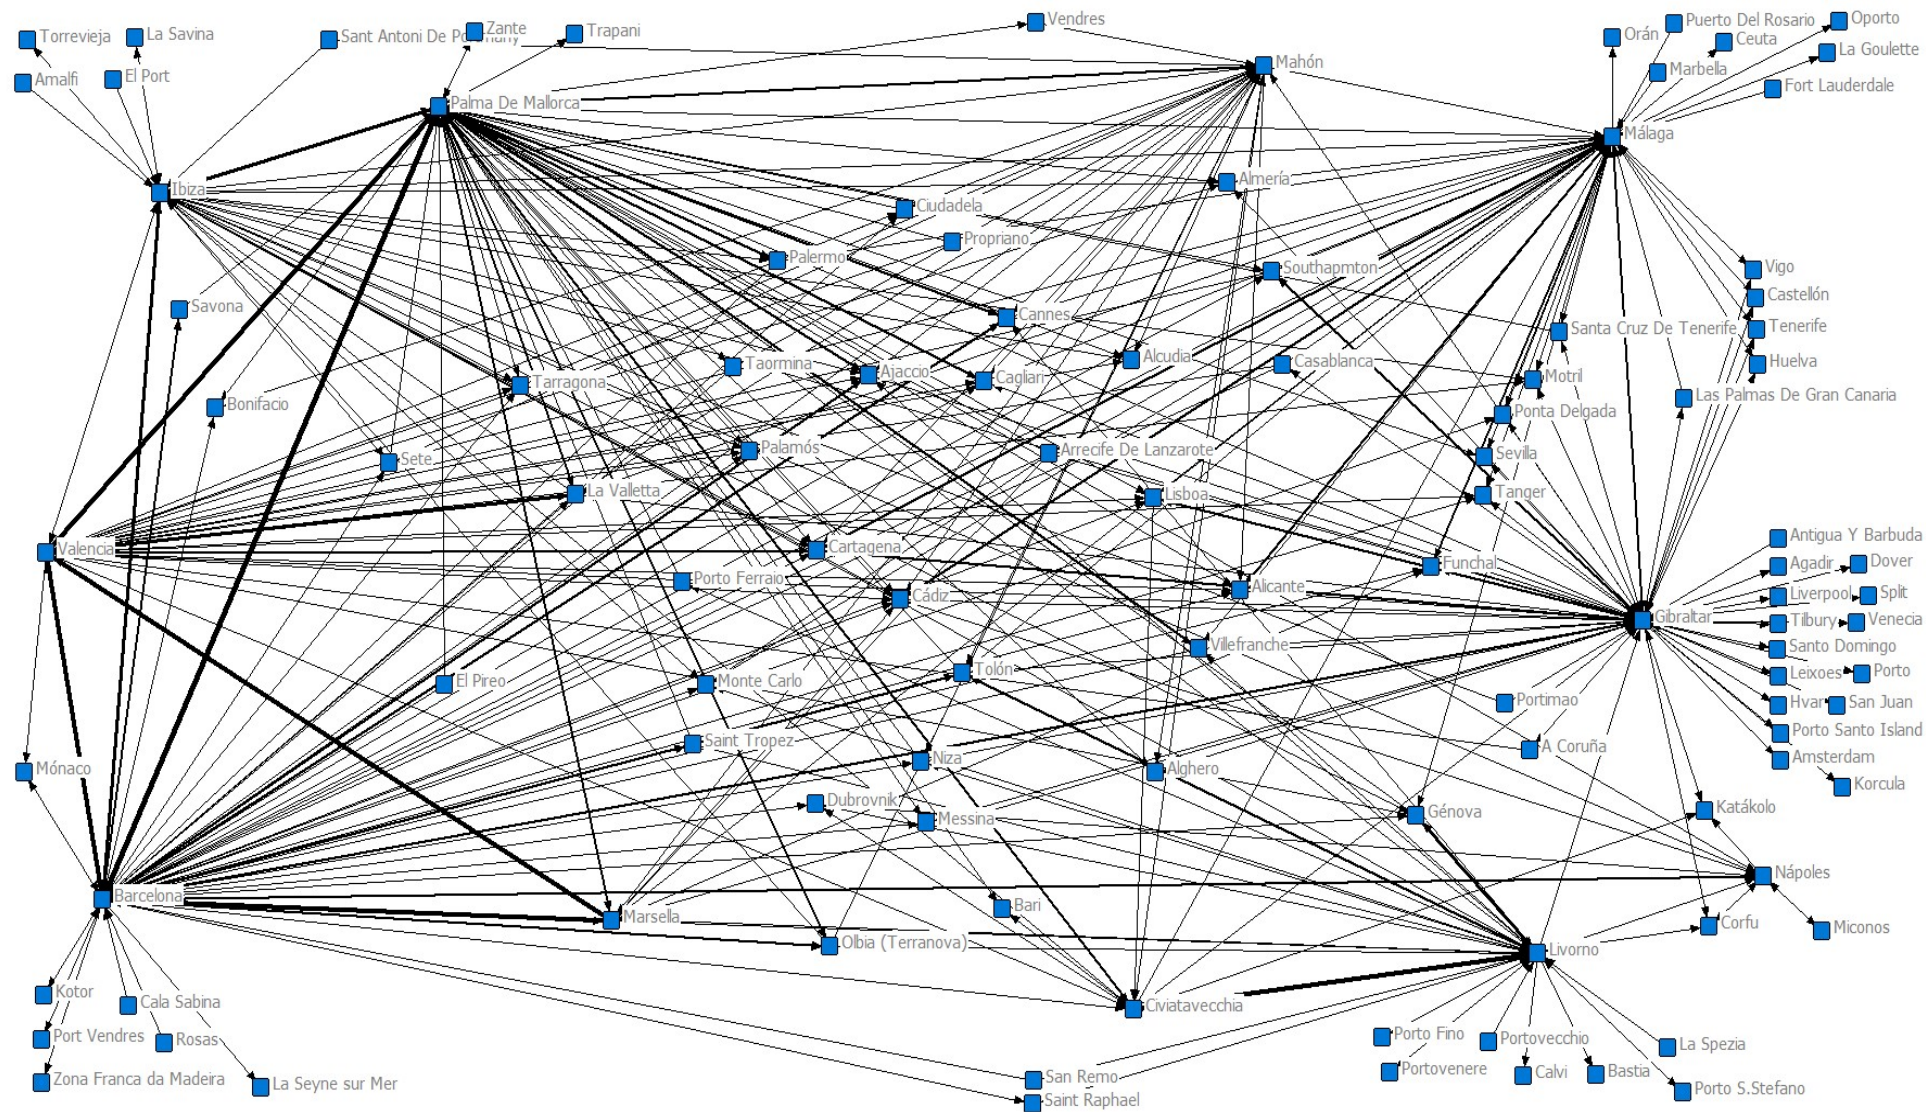 Torrevieja
La Savina
Sant Antoni De
Zante
Trapani
Vendres
Orán
Puerto Del Rosario
Oporto
Ceuta
La Goulette
Amalfi
El Port
Mahón
Marbella
Fort Lauderdale
Palma De Mallorca
Málaga
Ibiza
Almería
Ciudadela
Propriano
Palermo
Southapmton
Vigo
Castellón
Savona
Cannes
Santa Cruz De Tenerife
Tenerife
Taormina
Ajaccio
Cagliari
Alcudia
Casablanca
Huelva
Tarragona
Motril
Las Palmas De Gran Canaria
Bonifacio
Ponta Delgada
Sete
Palamós
Arrecife De Lanzarote
Sevilla
La Valletta
Lisboa
Tanger
Valencia
Cartagena
Antigua Y Barbuda
Porto Ferraio
Cádiz
Alicante
Funchal
Agadir
Dover
Liverpool
Split
Gibraltar
Tilbury
Venecia
Villefranche
Santo Domingo
El Pireo
Monte Carlo
Tolón
Leixoes
Porto
Portimao
Hvar
San Juan
Saint Tropez
A Coruña
Porto Santo Island
Mónaco
Niza
Alghero
Amsterdam
Korcula
Dubrovnik
Messina
Génova
Katákolo
Barcelona
Nápoles
Marsella
Bari
Corfu
Miconos
Olbia (Terranova)
Livorno
Kotor
Cala Sabina
Civiatavecchia
Port Vendres
Rosas
Porto Fino
Portovecchio
La Spezia
Zona Franca da Madeira
La Seyne sur Mer
San Remo
Portovenere
Calvi
Bastia
Porto S.Stefano
Saint Raphael